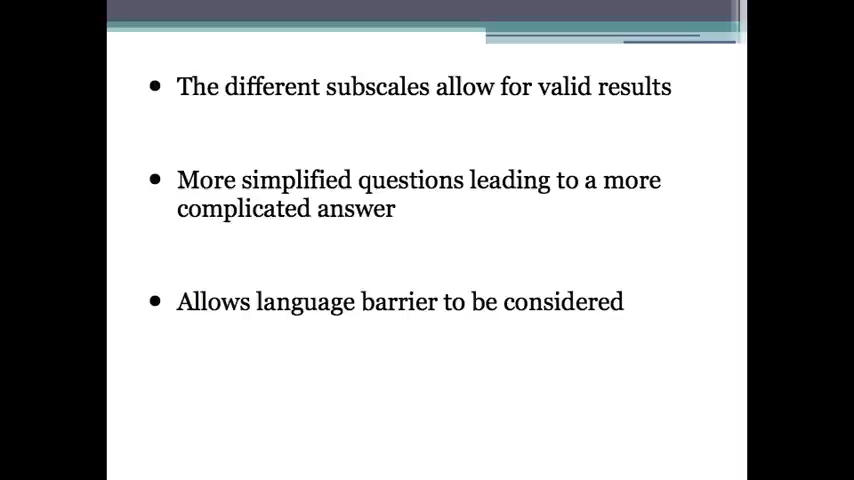 • The different subscales allow for valid results
• More simplified questions leading to a more
complicated answer
• Allows language barrier to be considered